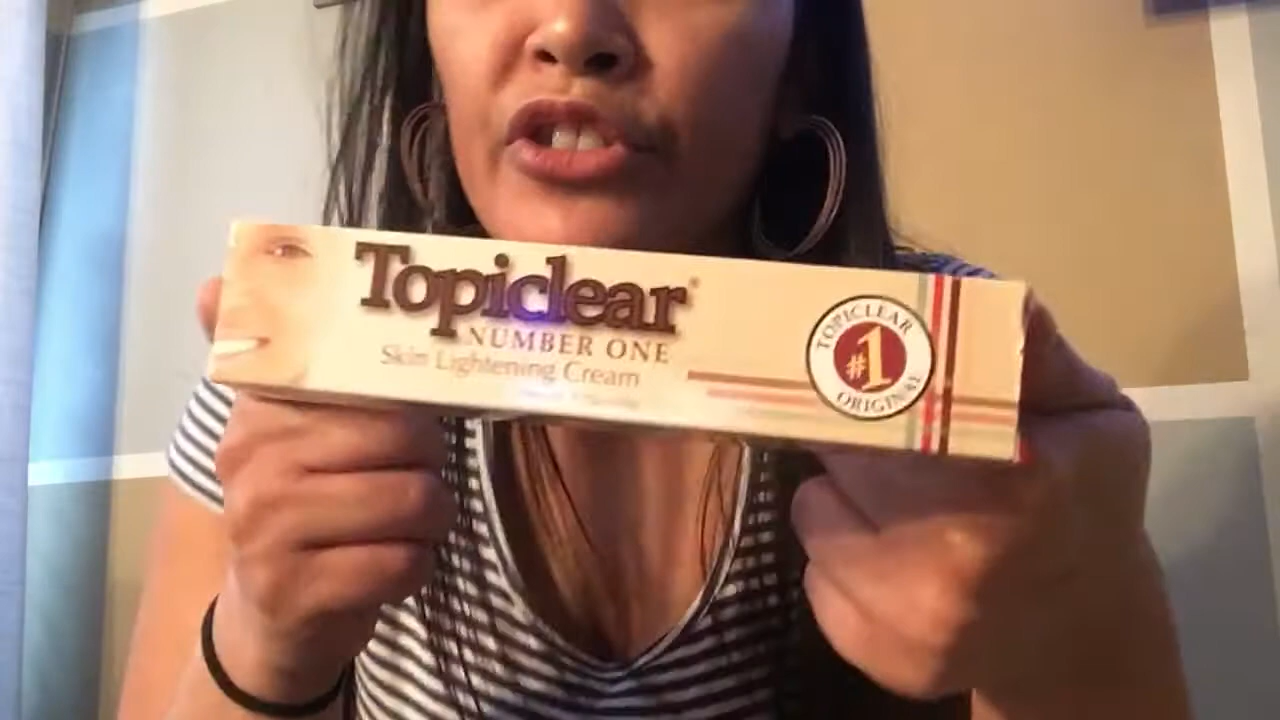 Topiclear®
NUMBER ONE
Skin Lightening Cream
TOPICLEAR
#1
ORIGINAL